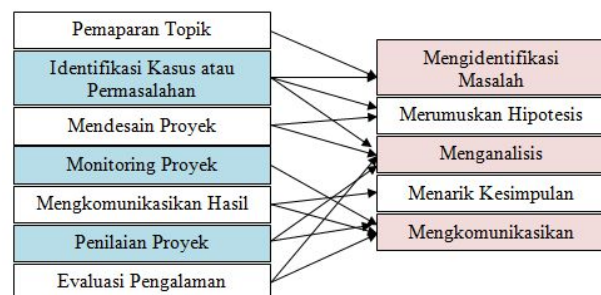 Pemaparan Topik
Identifikasi Kasus atau
Permasalahan
Mendesain Proyek
Monitoring Proyek
Mengkomunikasikan Hasil
Penilaian Proyek
Evaluasi Pengalaman
Mengidentifikasi
Masalah
Merumuskan Hipotesis
Menganalisis
Menarik Kesimpulan
Mengkomunikasikan